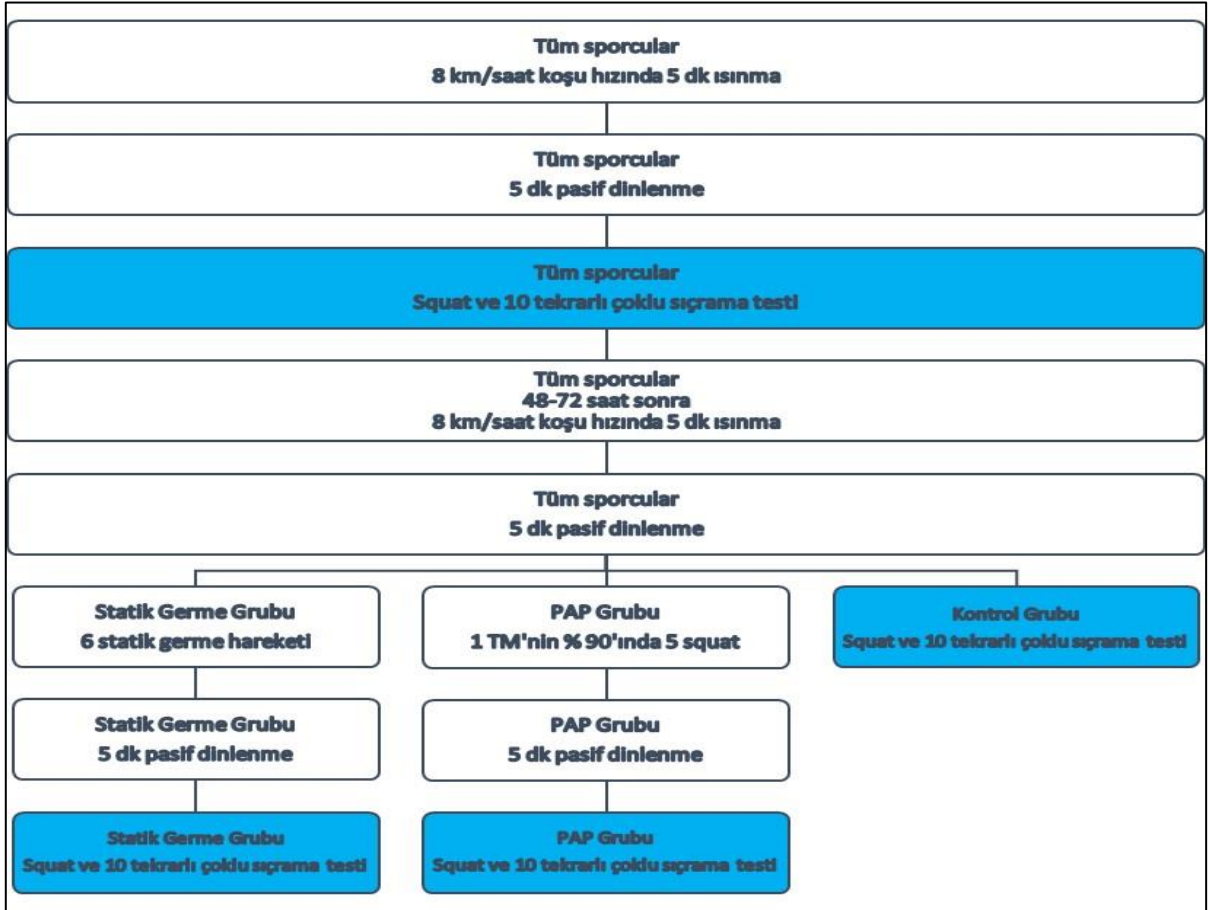 Tüm sporcular
8 km/saat koşu hızında 5 dk ısınma
Tüm sporcular
5 dk pasif dinlenme
Tüm sporcular
Squat ve 10 tekrarlı çoklu sıçrama testi
Tüm sporcular
48-72 saat sonra
8 km/saat koşu hızında 5 dk ısınma
Tüm sporcular
5 dk pasif dinlenme
Statik Germe Grubu
6 statik germe hareketi
PAP Grubu
1 TM'nin % 90'ında 5 squat
Kontrol Grubu
Squat ve 10 tekrarlı çoklu sıçrama testi
Statik Germe Grubu
5 dk pasif dinlenme
PAP Grubu
5 dk pasif dinlenme
Statik Germe Grubu
Squat ve 10 tekrarlı çoklu sıçrama testi
PAP Grubu
Squat ve 10 tekrarlı çoklu sıçrama testi